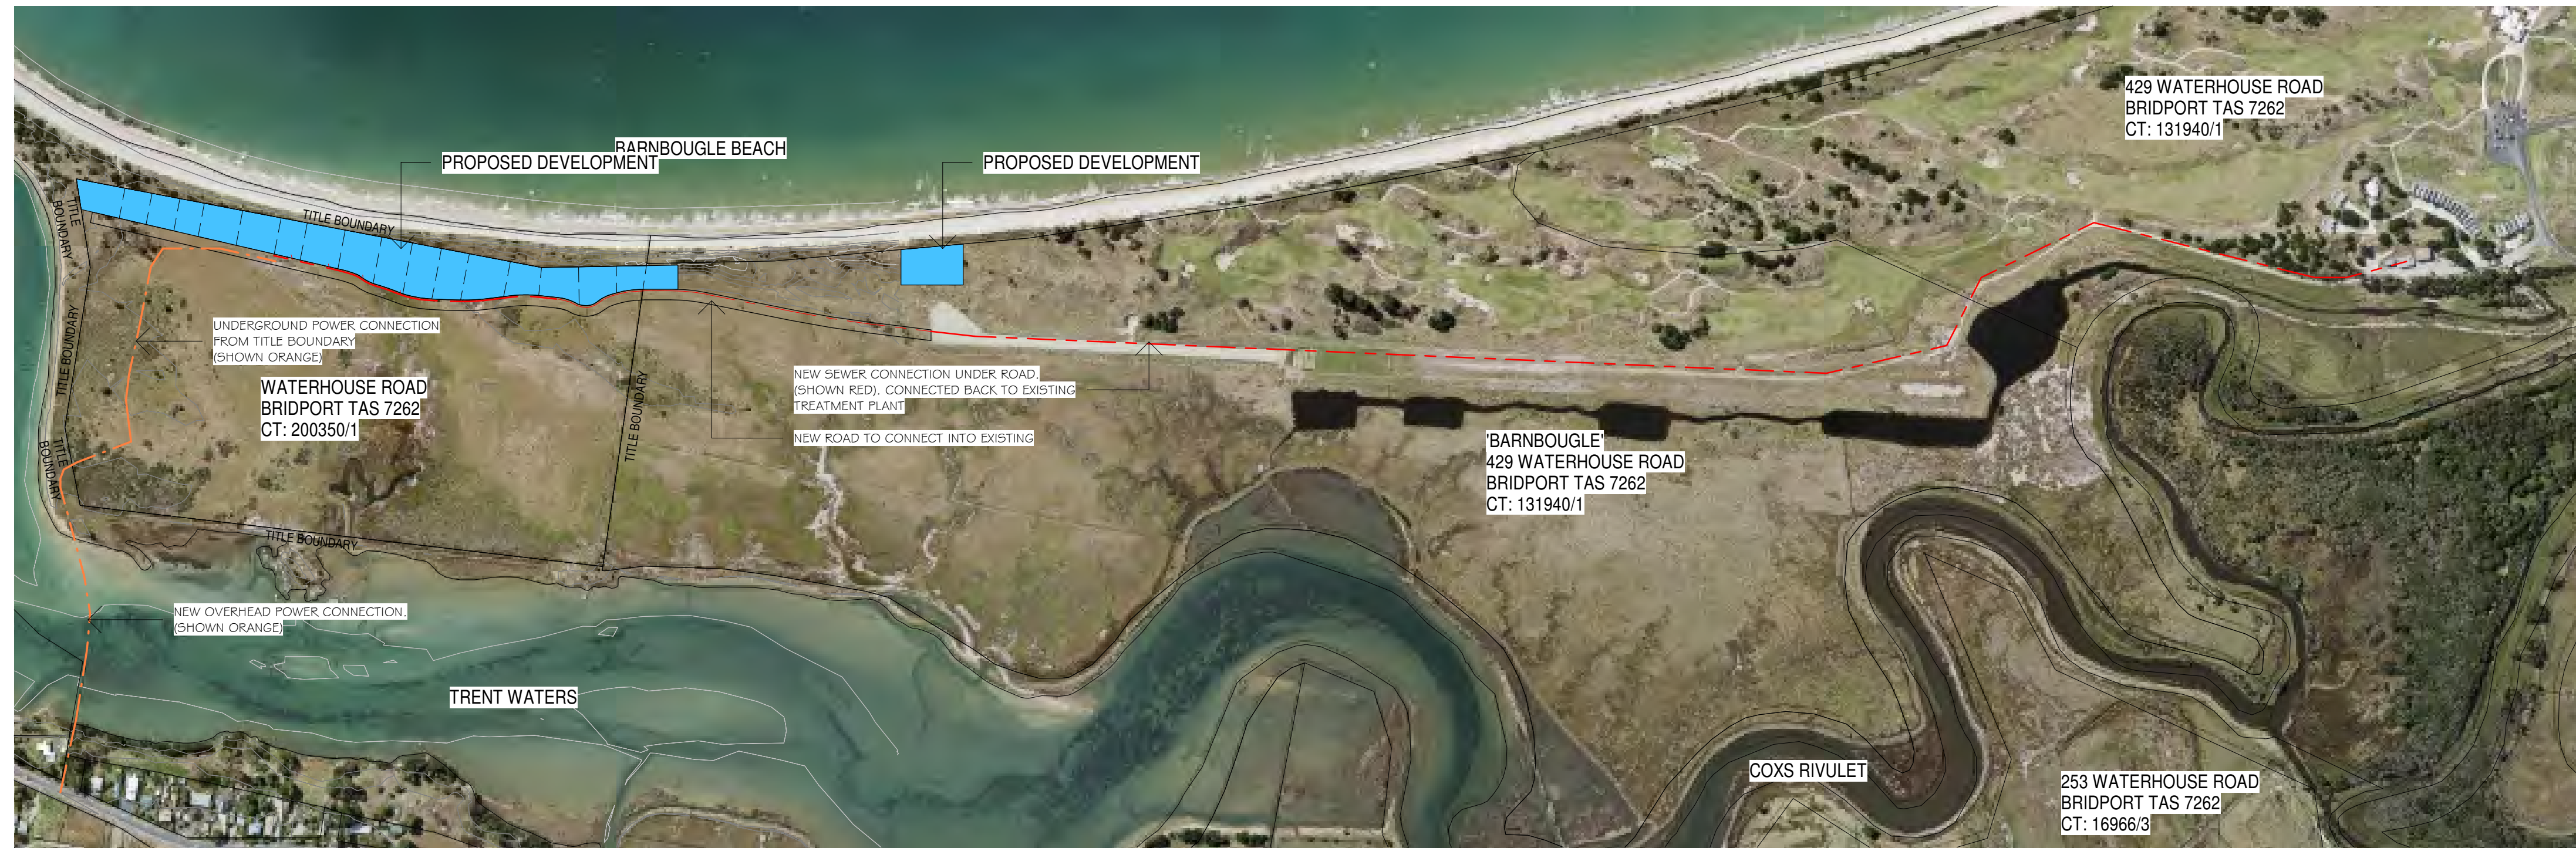 429 WATERHOUSE ROAD
BRIDPORT TAS 7262
CT: 131940/1
BARNBOUGLE BEACH
PROPOSED DEVELOPMENT
PROPOSED DEVELOPMENT
TITLE
BOUNDARY
TITLE BOUNDARY
UNDERGROUND POWER CONNECTION
FROM TITLE BOUNDARY
(SHOWN ORANGE)
TITLE BOUNDARY
WATERHOUSE ROAD
BRIDPORT TAS 7262
CT: 200350/1
TITLE BOUNDARY
NEW SEWER CONNECTION UNDER ROAD.
(SHOWN RED). CONNECTED BACK TO EXISTING
TREATMENT PLANT
NEW ROAD TO CONNECT INTO EXISTING
'BARNBOUGLE'
429 WATERHOUSE ROAD
BRIDPORT TAS 7262
CT: 131940/1
TITLE
BOUNDARY
TITLE BOUNDARY
NEW OVERHEAD POWER CONNECTION.
(SHOWN ORANGE)
TRENT WATERS
COXS RIVULET
253 WATERHOUSE ROAD
BRIDPORT TAS 7262
CT: 16966/3